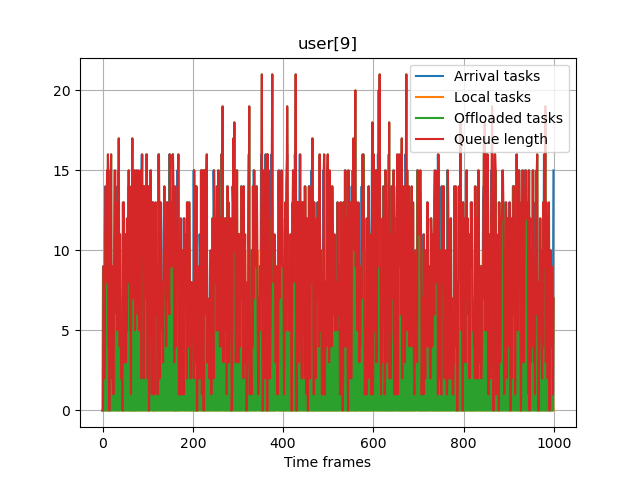 user[9]
Arrival tasks
Local tasks
Offloaded tasks
Queue length
20
15
10
5
0
0 200 400 600 800 1000
Time frames